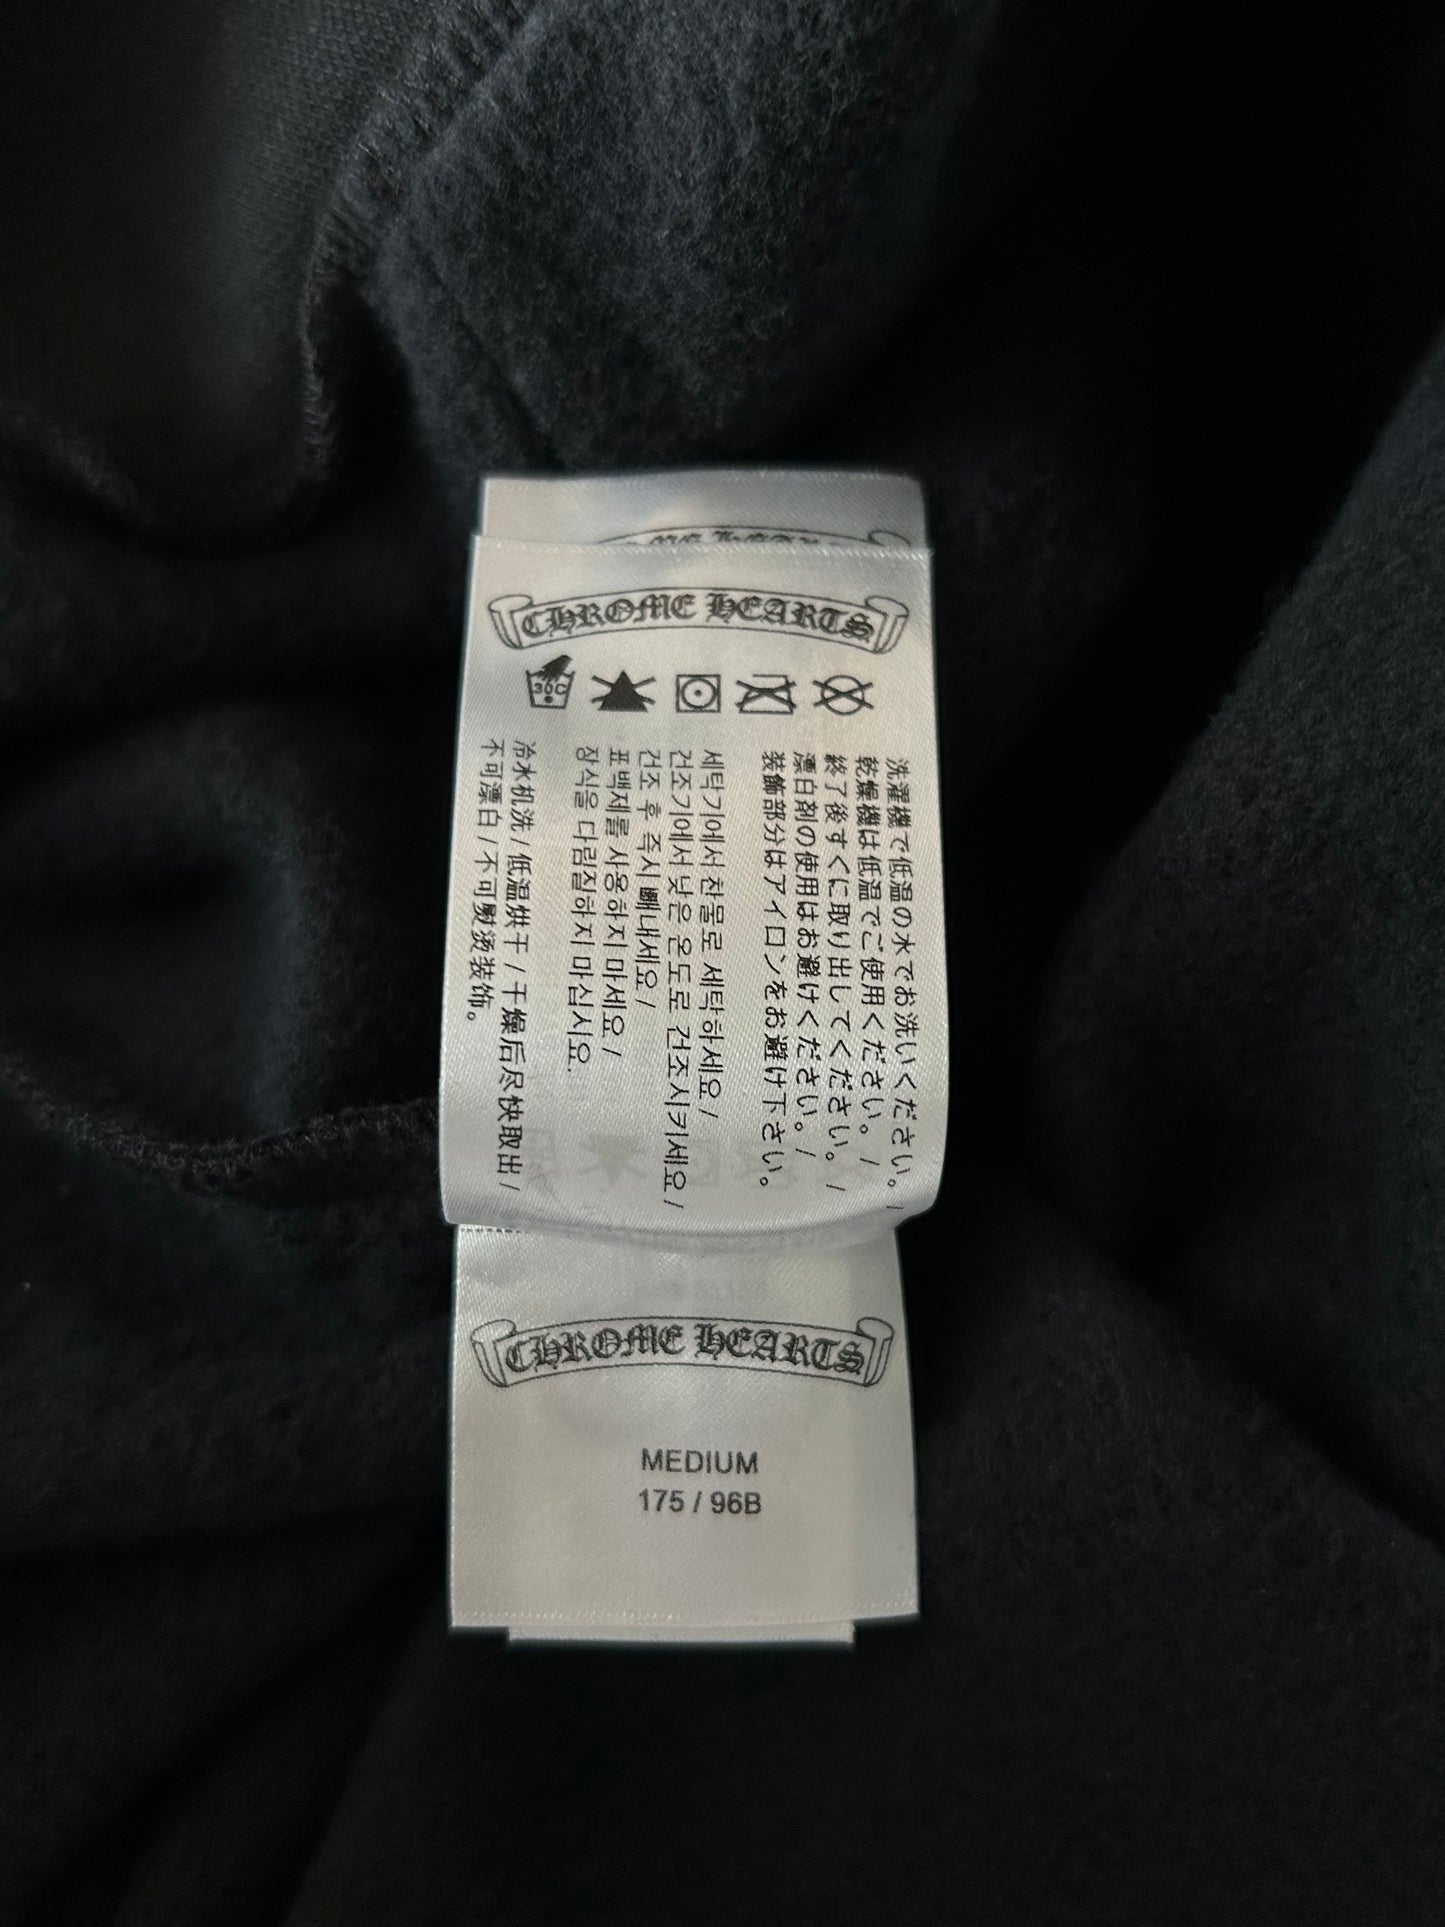 CHROME HEARTS
CHROME HEARTS
30C
洗濯機で低温の水でお洗いください。/
乾燥機は低温でご使用ください。/
終了後すぐに取り出してください。/
漂白剤の使用はお避けください。/
装飾部分はアイロンをお避け下さい。
세탁기에서 찬물로 세탁하세요 /
건조기에서 낮은 온도로 건조시키세요 /
건조 후 즉시 빼내세요 /
표백제를 사용하지 마세요 /
장식을 다림질하지 마십시요.
冷水机洗 / 低温烘干 / 干燥后尽快取出 /
不可漂白 / 不可熨烫装饰。
CHROME HEARTS
MEDIUM
175 / 96B